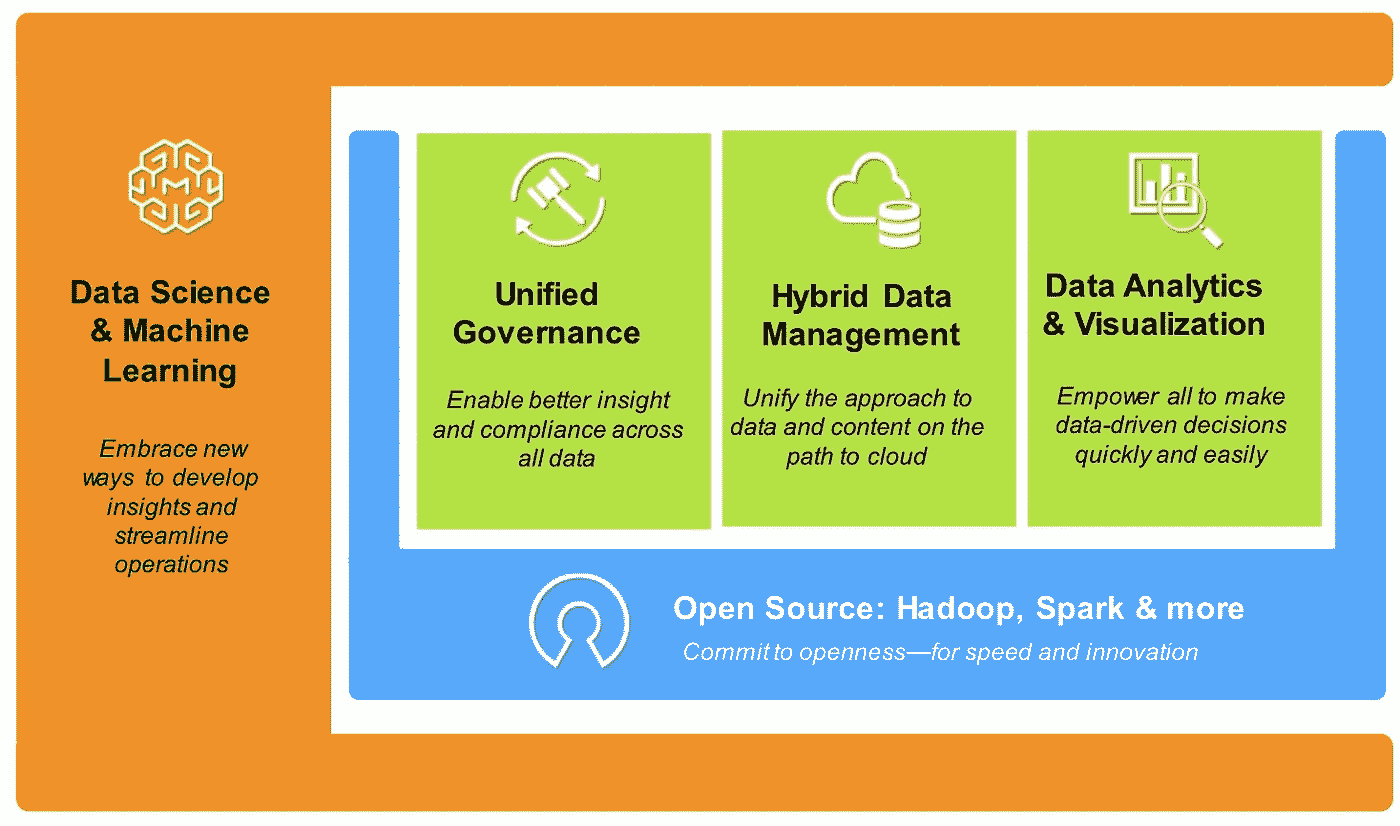 Data Science
& Machine
Learning
Embrace new
ways to develop
insights and
streamline
operations
Unified
Governance
Enable better insight
and compliance across
all data
Hybrid Data
Management
Unify the approach to
data and content on the
path to cloud
Data Analytics
& Visualization
Empower all to make
data-driven decisions
quickly and easily
Open Source: Hadoop, Spark & more
Commit to openness—for speed and innovation